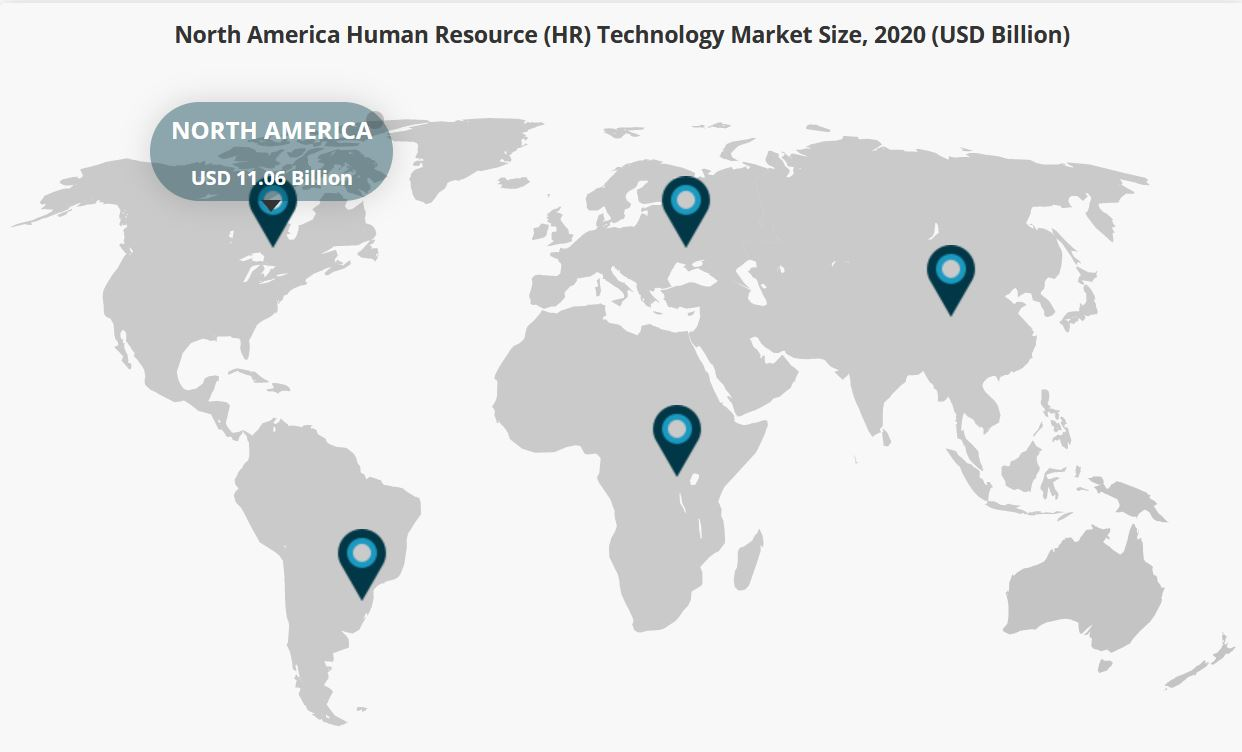 North America Human Resource (HR) Technology Market Size, 2020 (USD Billion)
NORTH AMERICA
USD 11.06 Billion